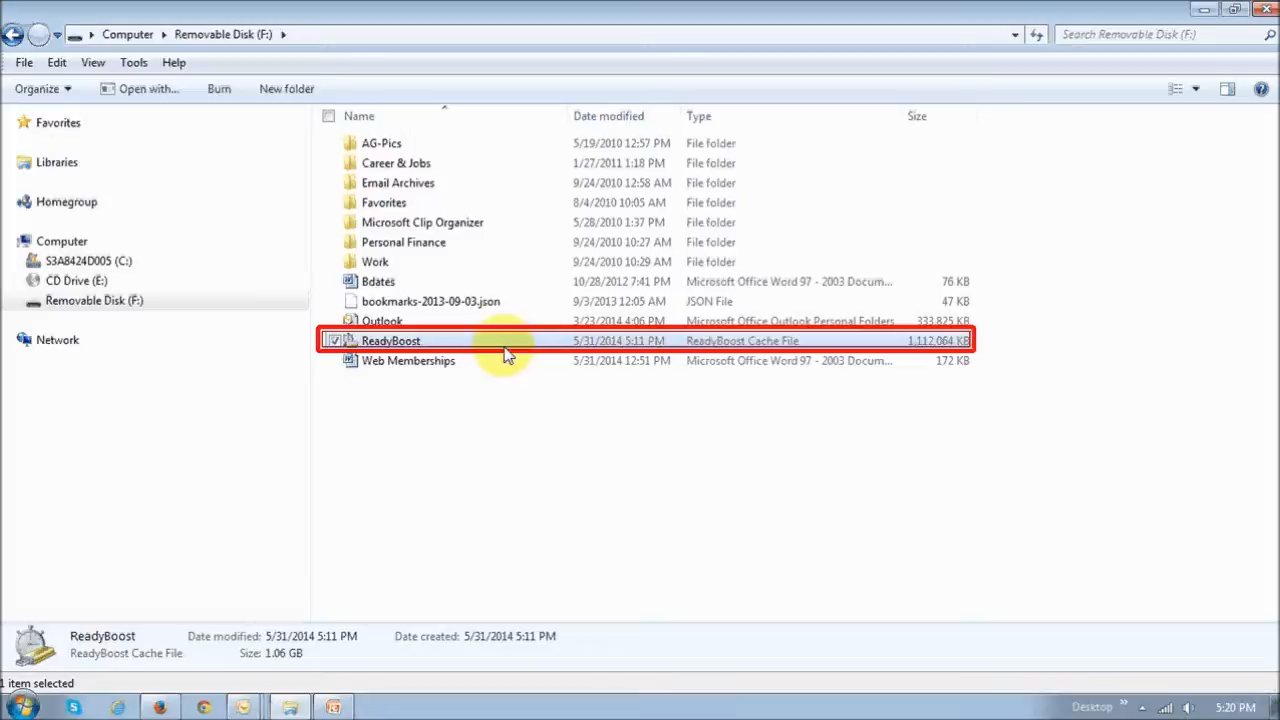 Computer Removable Disk (F:) Search Removable Disk (F:)
File Edit View Tools Help
Organize Open with... Burn New folder
Name Date modified Type Size
Favorites
Libraries
Homegroup
Computer
S3A8424D005 (C:)
CD Drive (E:)
Removable Disk (F:)
Network
AG-Pics 5/19/2010 12:57 PM File folder
Career & Jobs 1/27/2011 1:18 PM File folder
Email Archives 9/24/2010 12:58 AM File folder
Favorites 8/4/2010 10:05 AM File folder
Microsoft Clip Organizer 5/28/2010 1:37 PM File folder
Personal Finance 9/24/2010 10:27 AM File folder
Work 9/24/2010 10:29 AM File folder
Bdates 10/28/2012 7:41 PM Microsoft Office Word 97 - 2003 Docum... 76 KB
bookmarks-2013-09-03.json 9/3/2013 12:05 AM JSON File 47 KB
Outlook 3/23/2014 4:06 PM Microsoft Office Outlook Personal Folders 333,825 KB
ReadyBoost 5/31/2014 5:11 PM ReadyBoost Cache File 1,112,064 KB
Web Memberships 5/31/2014 12:51 PM Microsoft Office Word 97 - 2003 Docum... 172 KB
ReadyBoost Date modified: 5/31/2014 5:11 PM Date created: 5/31/2014 5:11 PM
ReadyBoost Cache File Size: 1.06 GB
1 item selected
Desktop 5:20 PM